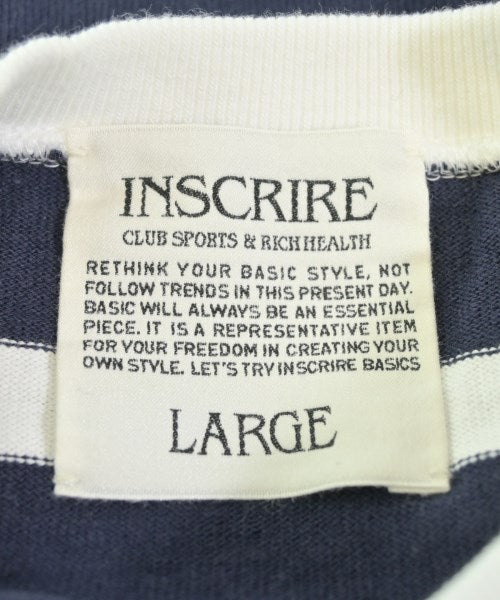 INSCRIRE
CLUB SPORTS & RICH HEALTH
RETHINK YOUR BASIC STYLE, NOT
FOLLOW TRENDS IN THIS PRESENT DAY.
BASIC WILL ALWAYS BE AN ESSENTIAL
PIECE. IT IS A REPRESENTATIVE ITEM
FOR YOUR FREEDOM IN CREATING YOUR
OWN STYLE. LET'S TRY INSCRIRE BASICS
LARGE